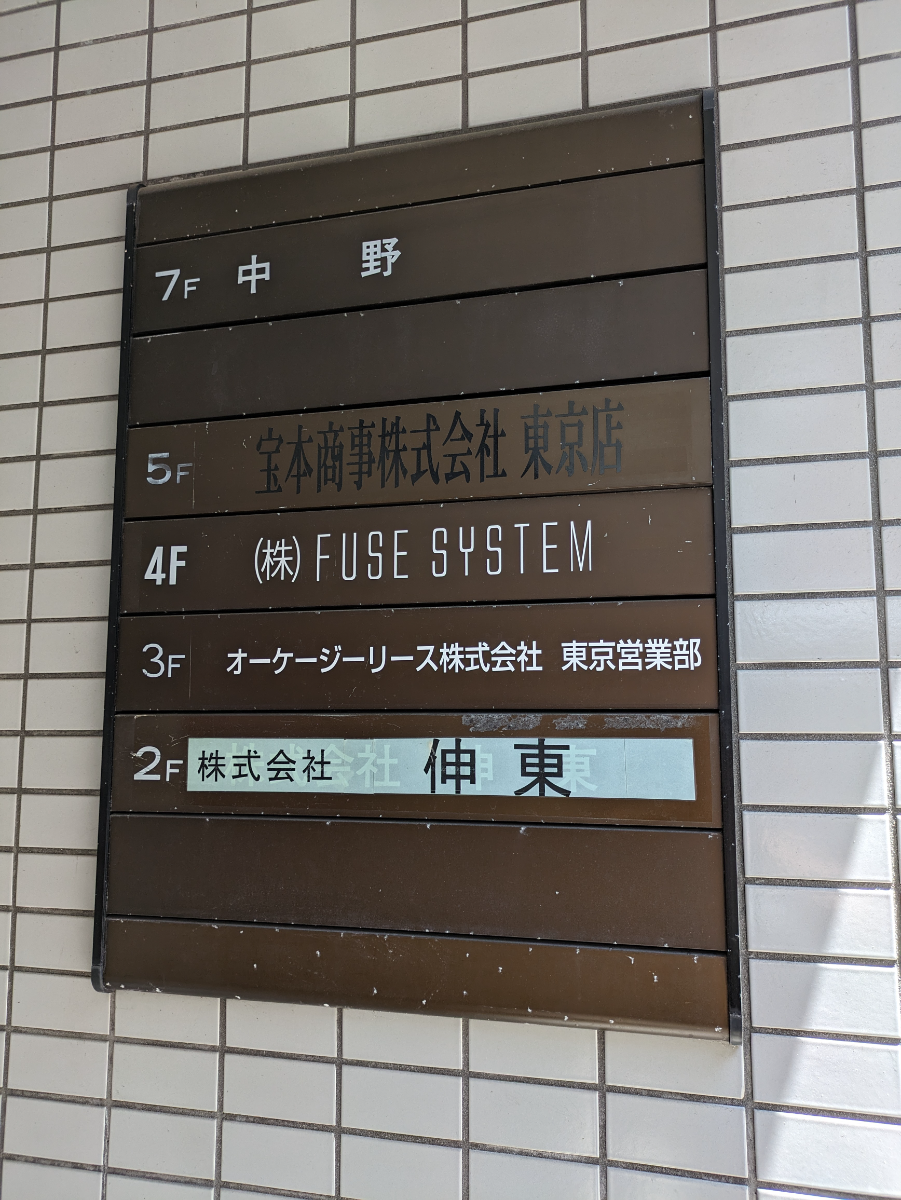 7F 中 野
5F 宝本商事株式会社 東京店
4F (株) FUSE SYSTEM
3F オーケージーリース株式会社 東京営業部
2F 株式会社 伸東